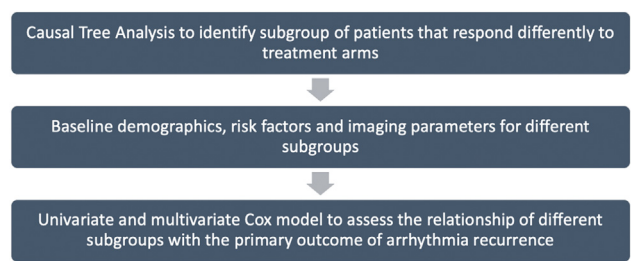 Causal Tree Analysis to identify subgroup of patients that respond differently to
treatment arms
Baseline demographics, risk factors and imaging parameters for different
subgroups
Univariate and multivariate Cox model to assess the relationship of different
subgroups with the primary outcome of arrhythmia recurrence